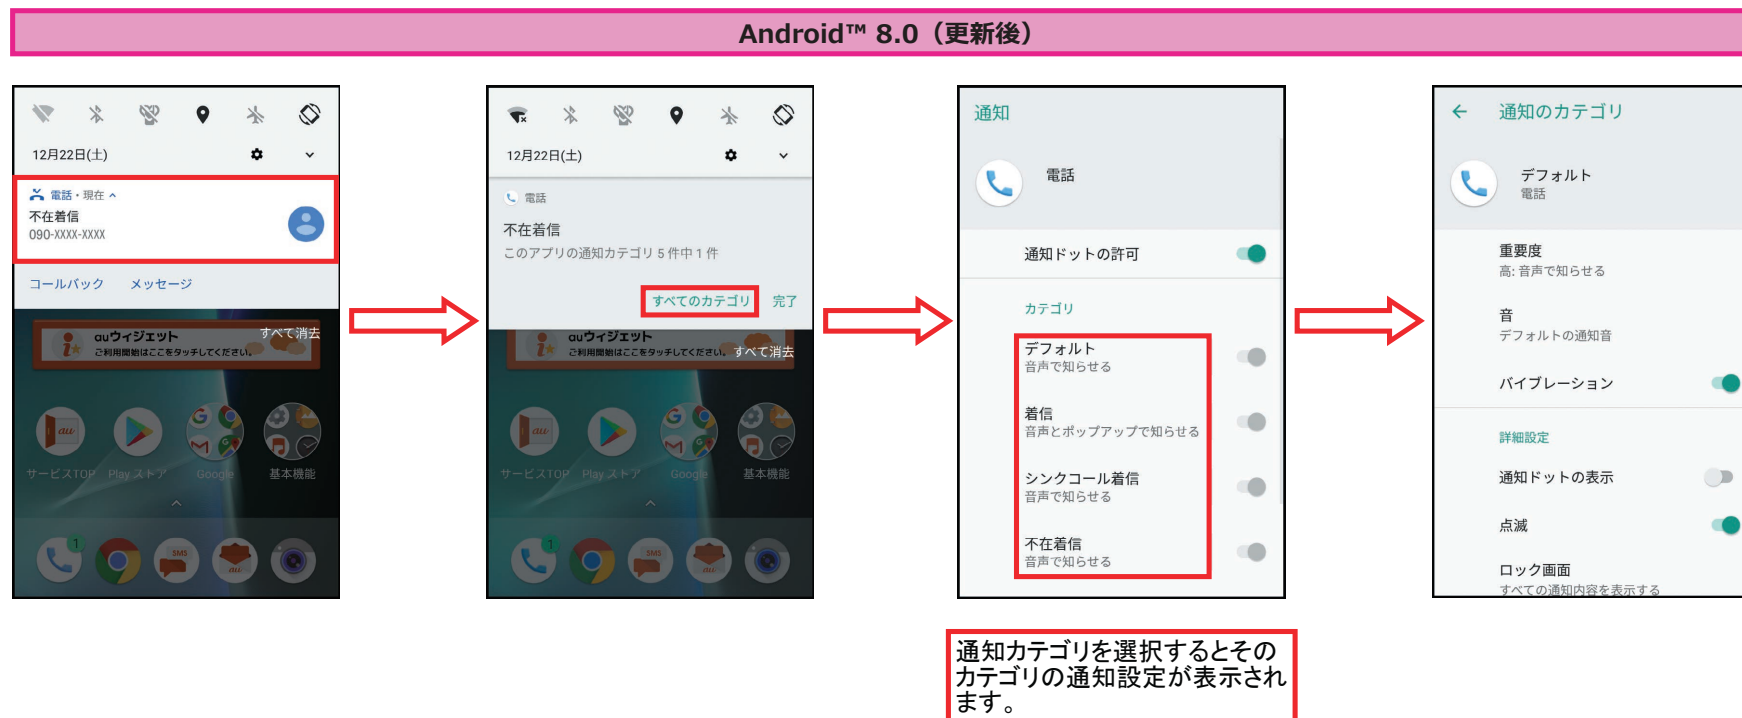 Android™ 8.0（更新後）
12月22日(土)
電話・現在
不在着信
090-XXXX-XXXX
コールバック メッセージ
auウィジェット
ご利用開始はここをタッチしてください。
すべて消去
au
サービスTOP Play ストア Google 基本機能
1
SMS
au
12月22日(土)
電話
不在着信
このアプリの通知カテゴリ 5 件中 1 件
すべてのカテゴリ 完了
auウィジェット
ご利用開始はここをタッチしてください。
すべて消去
au
サービスTOP Play ストア Google 基本機能
1
SMS
au
通知
電話
通知ドットの許可
カテゴリ
デフォルト
音声で知らせる
着信
音声とポップアップで知らせる
シンクコール着信
音声で知らせる
不在着信
音声で知らせる
通知カテゴリを選択するとその
カテゴリの通知設定が表示され
ます。
通知のカテゴリ
デフォルト
電話
重要度
高: 音声で知らせる
音
デフォルトの通知音
バイブレーション
詳細設定
通知ドットの表示
点滅
ロック画面
すべての通知内容を表示する